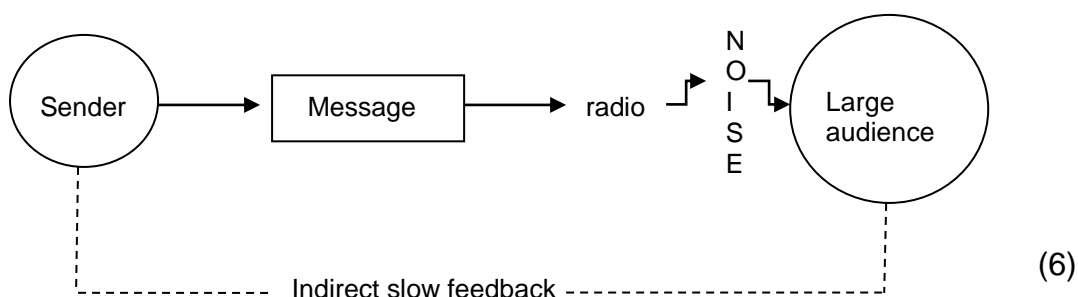 Sender
Message
radio
N
O
I
S
E
Large
audience
Indirect slow feedback
(6)